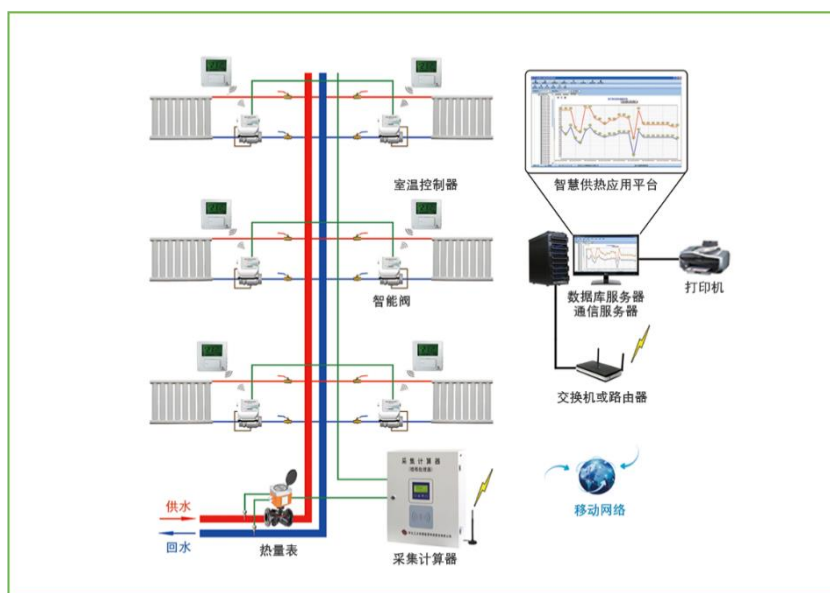 室温控制器
智慧供热应用平台
智能阀
数据库服务器
通信服务器
打印机
交换机或路由器
采集计算器
供水
回水
热量表
采集计算器
移动网络